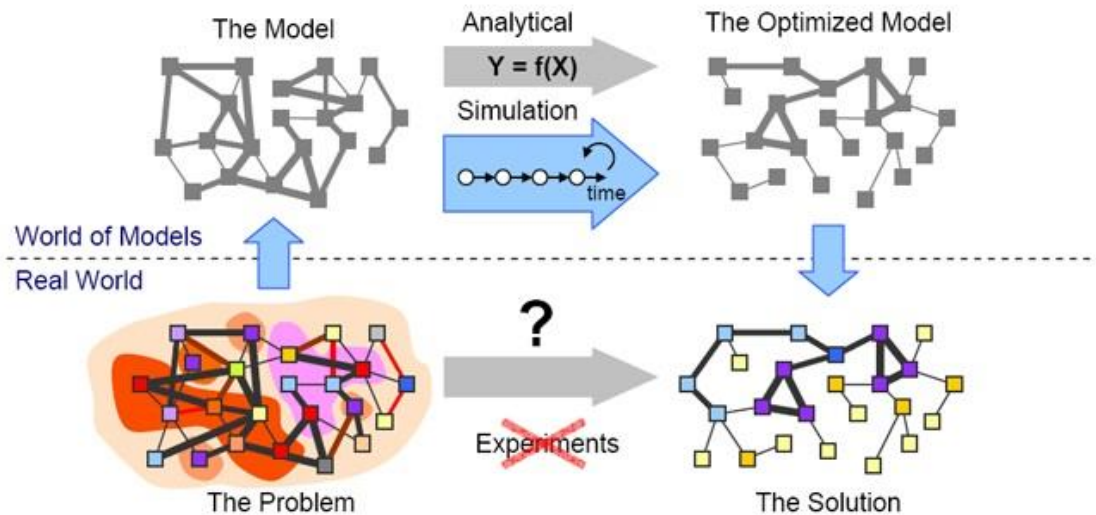 The Model
Analytical
The Optimized Model
Y = f(X)
Simulation
time
World of Models
Real World
?
Experiments
The Problem
The Solution